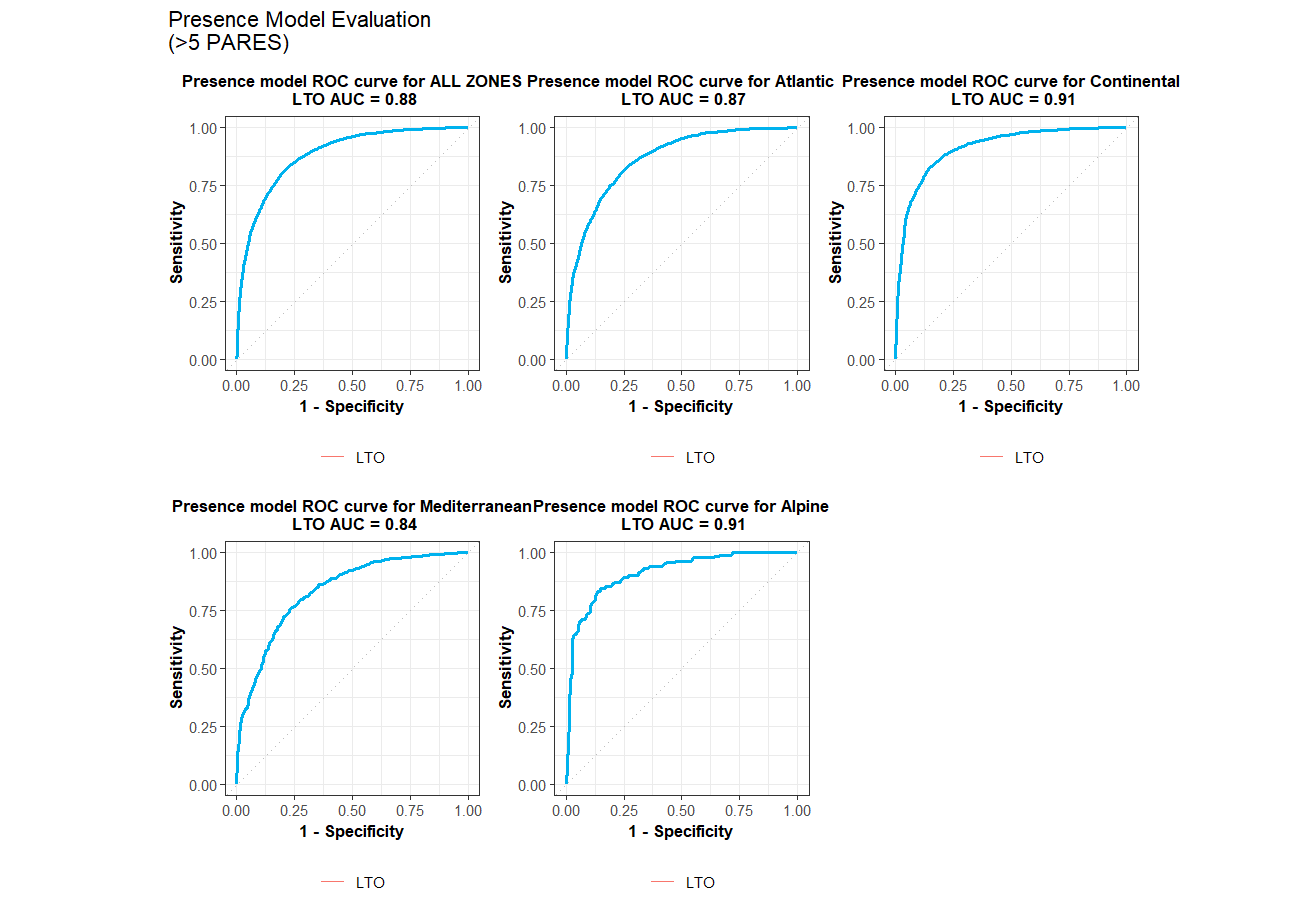 Presence Model Evaluation
(>5 PARES)
Presence model ROC curve for ALL ZONES
LTO AUC = 0.88
1.00
0.75
0.50
0.25
0.00
Sensitivity
0.00 0.25 0.50 0.75 1.00
1 - Specificity
LTO
Presence model ROC curve for Atlantic
LTO AUC = 0.87
1.00
0.75
0.50
0.25
0.00
Sensitivity
0.00 0.25 0.50 0.75 1.00
1 - Specificity
LTO
Presence model ROC curve for Continental
LTO AUC = 0.91
1.00
0.75
0.50
0.25
0.00
Sensitivity
0.00 0.25 0.50 0.75 1.00
1 - Specificity
LTO
Presence model ROC curve for Mediterranean
LTO AUC = 0.84
1.00
0.75
0.50
0.25
0.00
Sensitivity
0.00 0.25 0.50 0.75 1.00
1 - Specificity
LTO
Presence model ROC curve for Alpine
LTO AUC = 0.91
1.00
0.75
0.50
0.25
0.00
Sensitivity
0.00 0.25 0.50 0.75 1.00
1 - Specificity
LTO